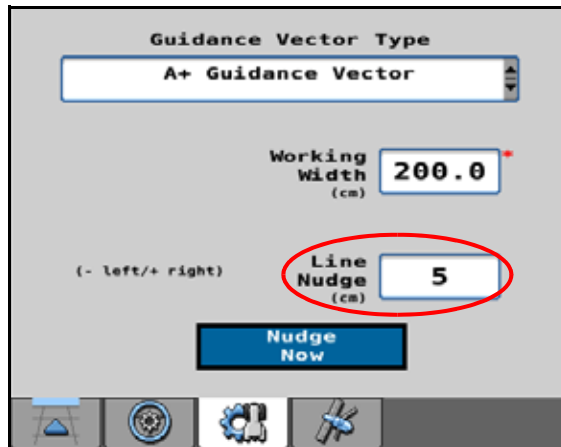 Guidance Vector Type
A+ Guidance Vector
Working
Width
(cm)
200.0
*
(- left/+ right)
Line
Nudge
(cm)
5
Nudge
Now